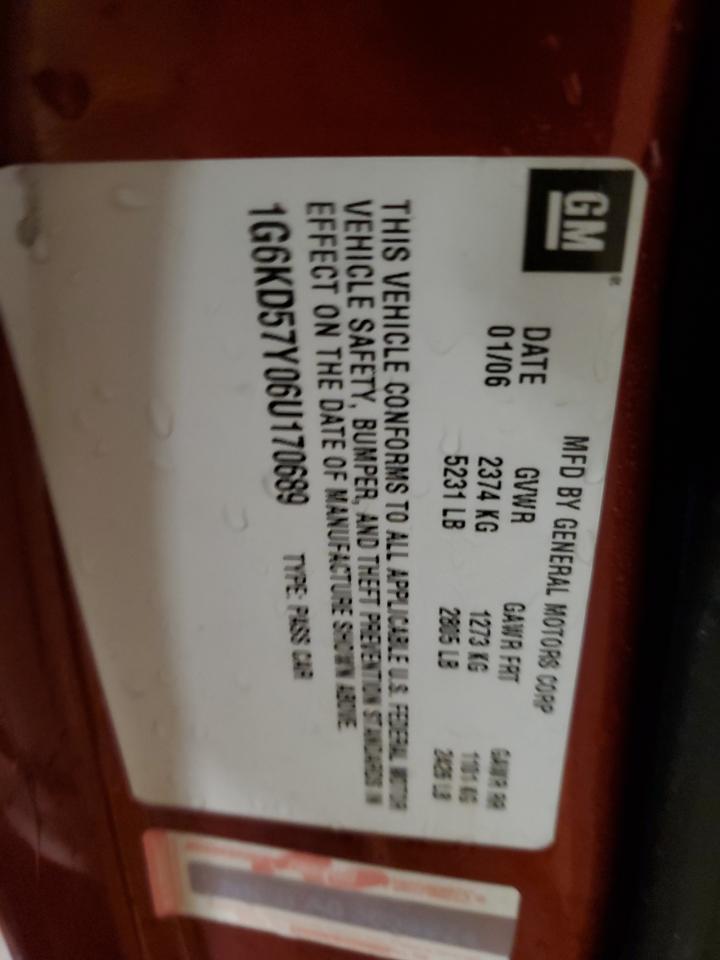 GM®
MFD BY GENERAL MOTORS CORP
DATE GVWR GAWR FRT GAWR RR
01/06 2374 KG 1273 KG 1101 KG
5231 LB 2805 LB 2426 LB
THIS VEHICLE CONFORMS TO ALL APPLICABLE U.S. FEDERAL MOTOR
VEHICLE SAFETY, BUMPER, AND THEFT PREVENTION STANDARDS IN
EFFECT ON THE DATE OF MANUFACTURE SHOWN ABOVE.
1G6KD57Y06U170689 TYPE: PASS CAR